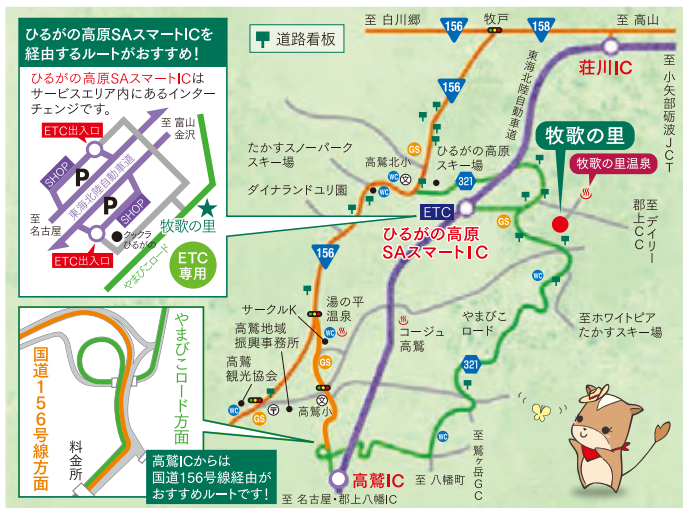 ひるがの高原SAスマートICを
経由するルートがおすすめ!
ひるがの高原SAスマートICは
サービスエリア内にあるインター
チェンジです。
ETC出入口
至 富山
金沢
SHOP
P
東海北陸自動車道
P
SHOP
至
名古屋
クックラ
ひるがの
牧歌の里
ETC出入口
やまびこロード
ETC
専用
道路看板
至 白川郷
156
牧戸
158
至 高山
荘川IC
至 小矢部砺波JCT
東海北陸自動車道
156
牧歌の里
牧歌の里温泉
たかすスノーパーク
スキー場
GS
ひるがの高原
スキー場
高鷲北小
文
WC
321
ダイナランドユリ園
WC
ETC
ひるがの高原
SAスマートIC
GS
至 デイリー
郡上CC
156
湯の平
温泉
WC
サークルK
WC
高鷲地域
振興事務所
GS
コージュ
高鷲
やまびこ
ロード
至ホワイトピア
たかすスキー場
321
高鷲
観光協会
文
高鷲小
WC
GS
〒
WC
至 鷲ヶ岳GC
至 八幡町
高鷲IC
至 名古屋・郡上八幡IC
やまびこロード方面
国道156号線方面
料金所
高鷲ICからは
国道156号線経由が
おすすめルートです!